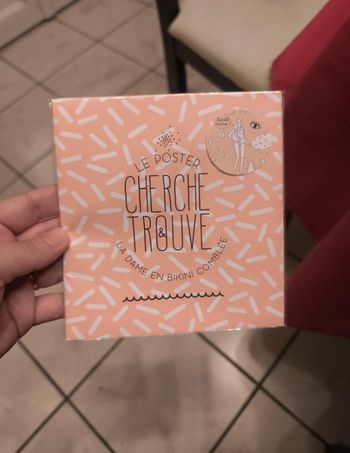 LE POSTER
CHERCHE
&
TROUVE
LA DAME EN BIKINI COMBLÉE